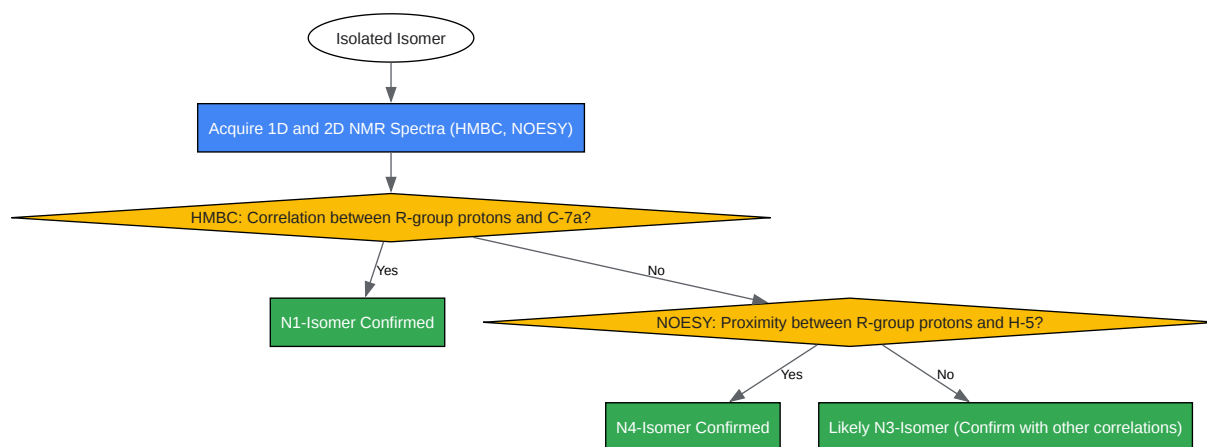 Isolated Isomer
Acquire 1D and 2D NMR Spectra (HMBC, NOESY)
HMBC: Correlation between R-group protons and C-7a?
Yes
No
N1-Isomer Confirmed
NOESY: Proximity between R-group protons and H-5?
Yes
No
N4-Isomer Confirmed
Likely N3-Isomer (Confirm with other correlations)